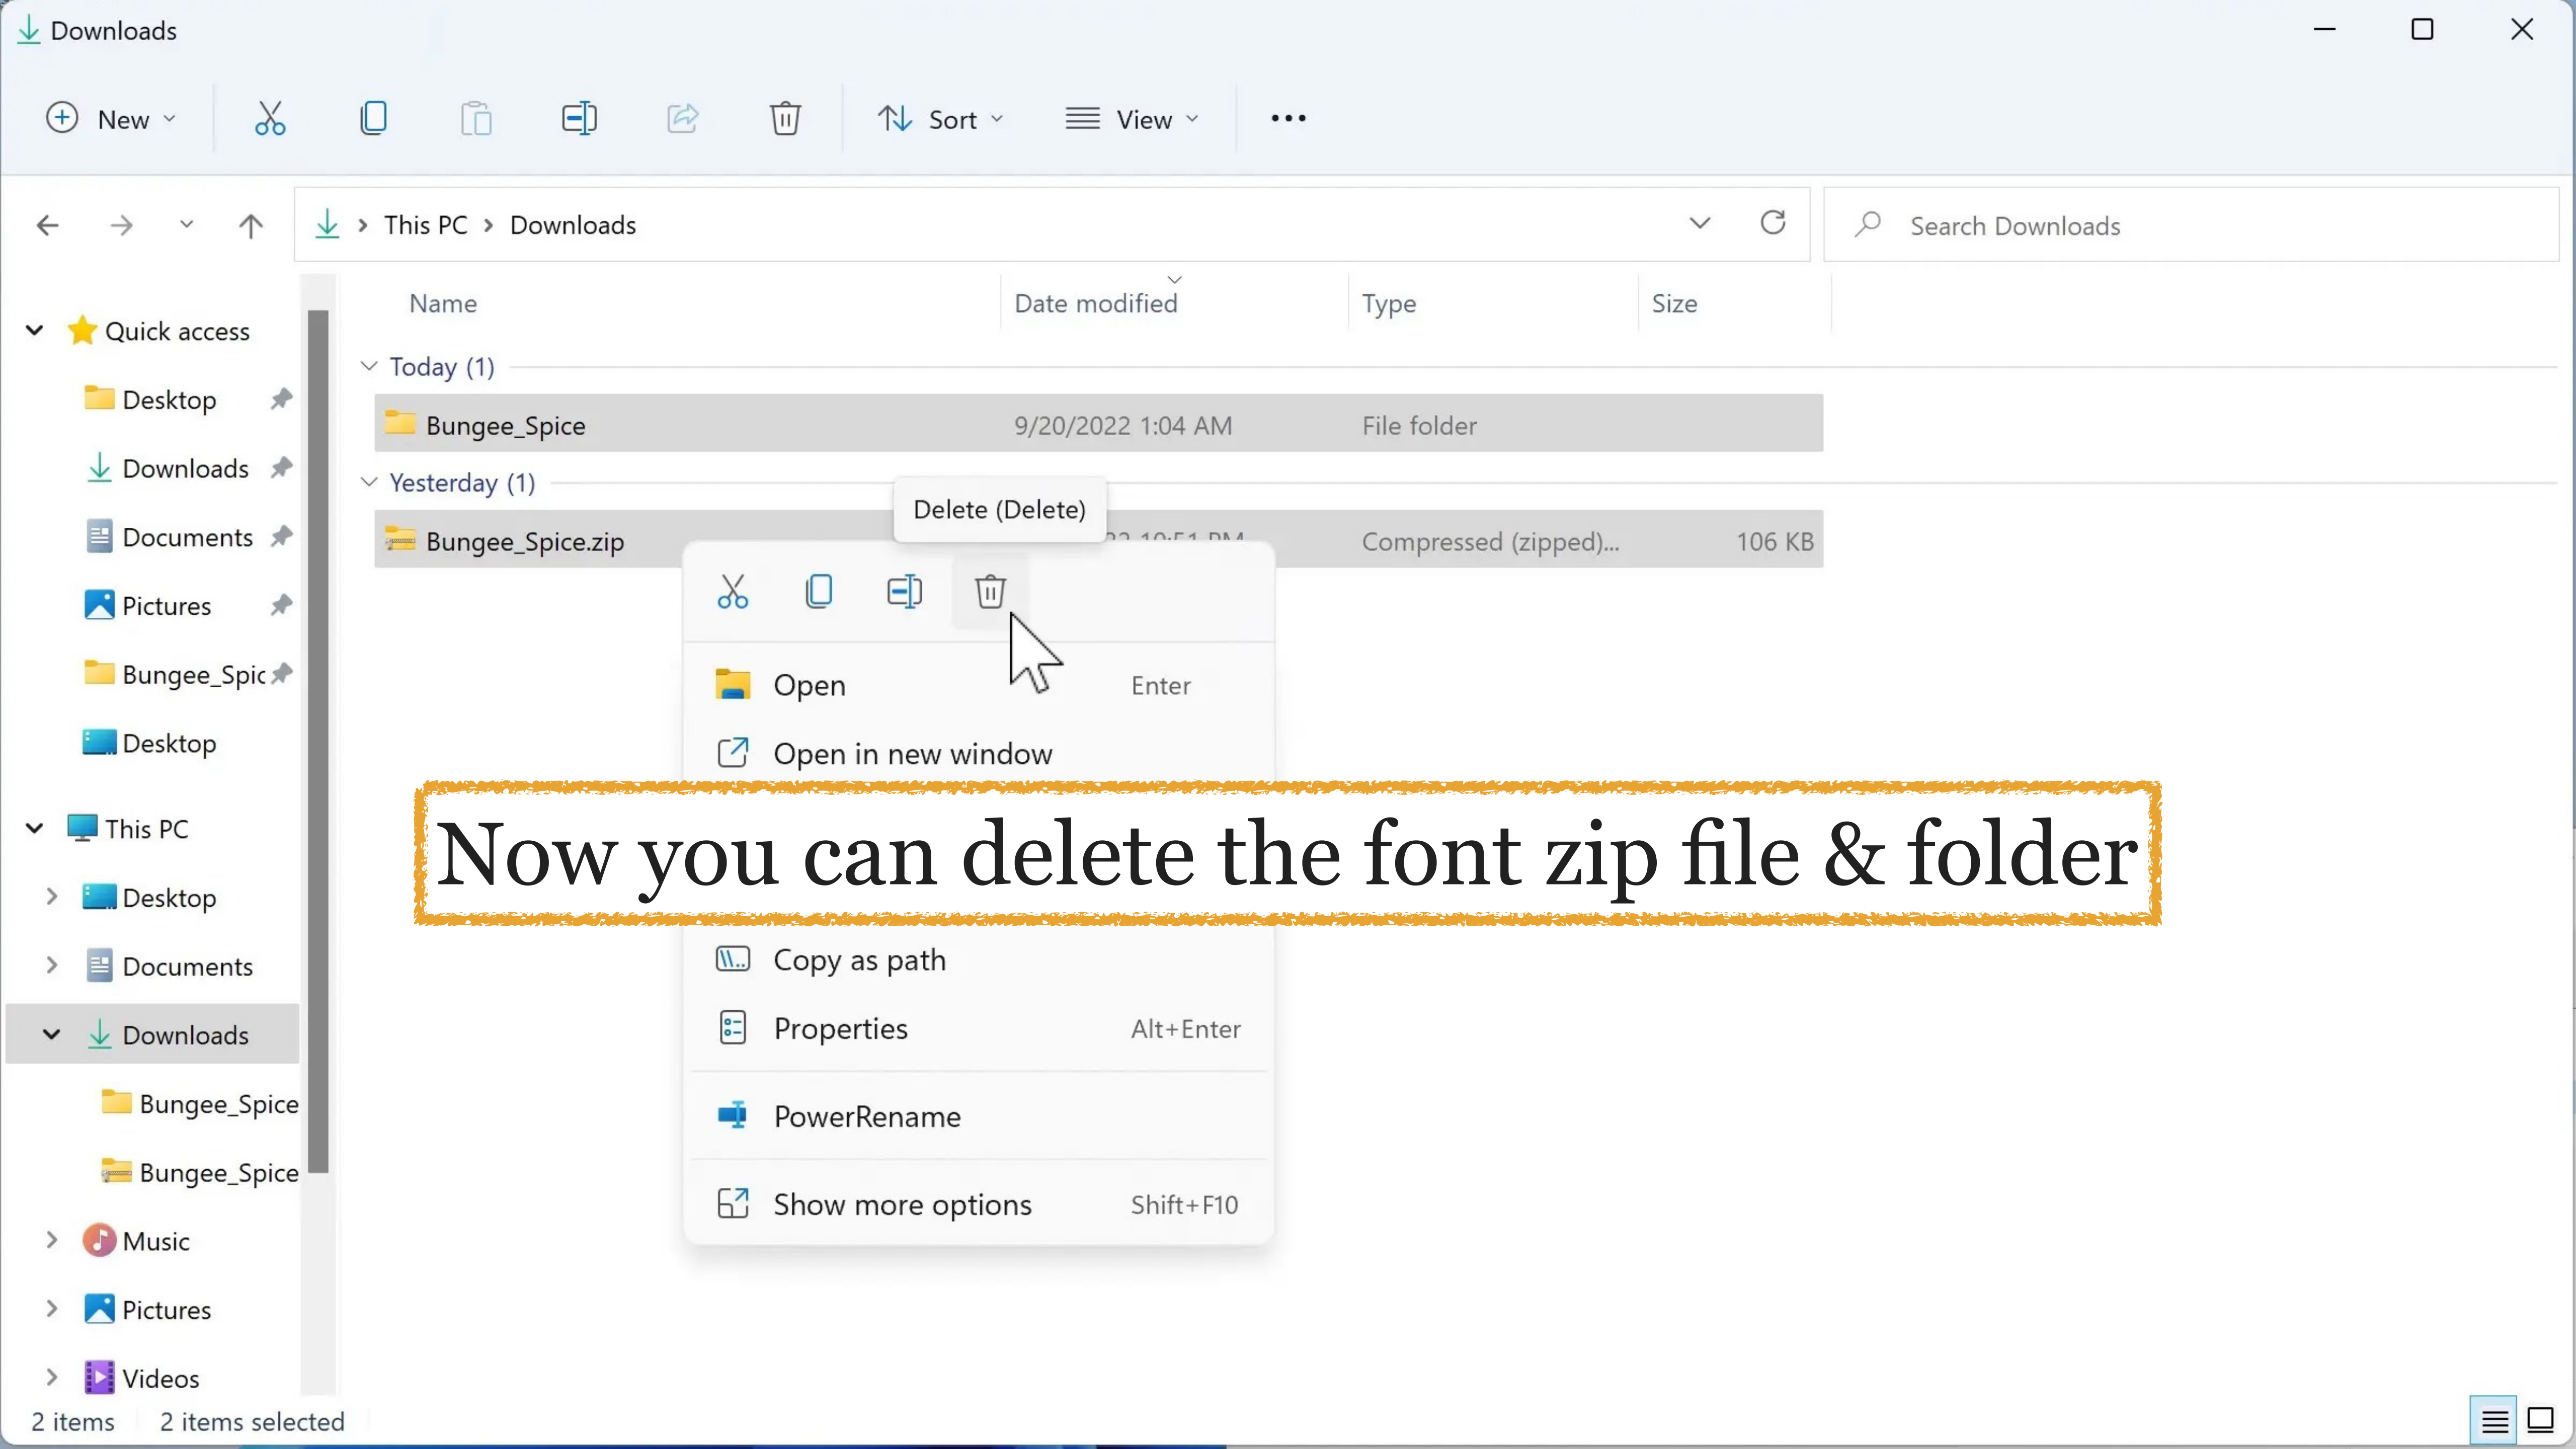 Downloads
New
Sort
View
This PC
Downloads
Search Downloads
Name
Date modified
Type
Size
Quick access
Desktop
Downloads
Documents
Pictures
Bungee_Spic
Desktop
This PC
Desktop
Documents
Downloads
Bungee_Spice
Bungee_Spice
Music
Pictures
Videos
Today (1)
Bungee_Spice
9/20/2022 1:04 AM
File folder
Yesterday (1)
Delete (Delete)
Bungee_Spice.zip
22 10:51 PM
Compressed (zipped)...
106 KB
Open
Enter
Open in new window
Now you can delete the font zip file & folder
Copy as path
Properties
Alt+Enter
PowerRename
Show more options
Shift+F10
2 items
2 items selected